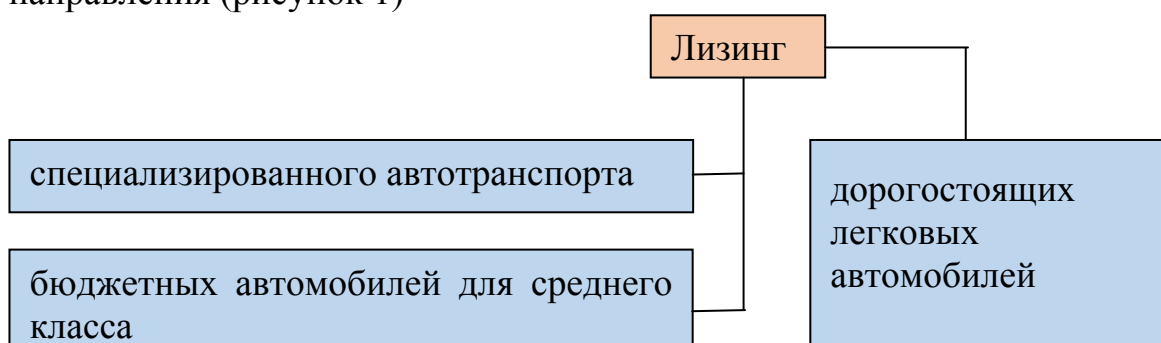 направления (рисунок 1)
Лизинг
специализированного автотранспорта
бюджетных автомобилей для среднего
класса
дорогостоящих
легковых
автомобилей